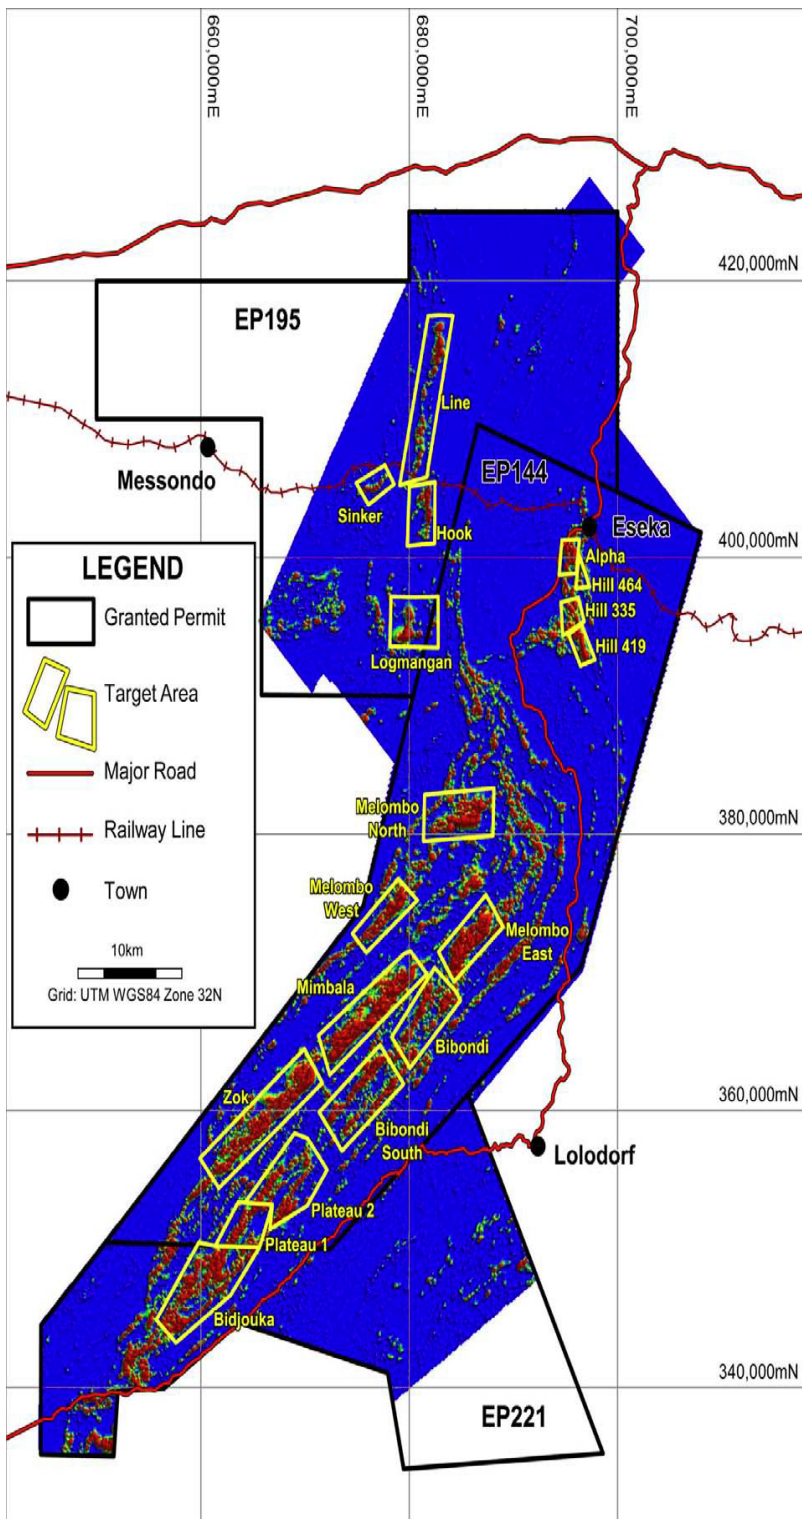 660,000mE
680,000mE
700,000mE
420,000mN
EP195
Line
EP144
Messondo
Sinker
Hook
Eseka
400,000mN
Alpha
Hill 464
Hill 335
Hill 419
Logmangan
LEGEND
Granted Permit
Target Area
Major Road
Railway Line
Town
10km
Grid: UTM WGS84 Zone 32N
Melombo
North
380,000mN
Melombo
West
Melombo
East
Mimbala
Bibondi
Zok
360,000mN
Bibondi
South
Lolodorf
Plateau 2
Plateau 1
Bidjouka
340,000mN
EP221